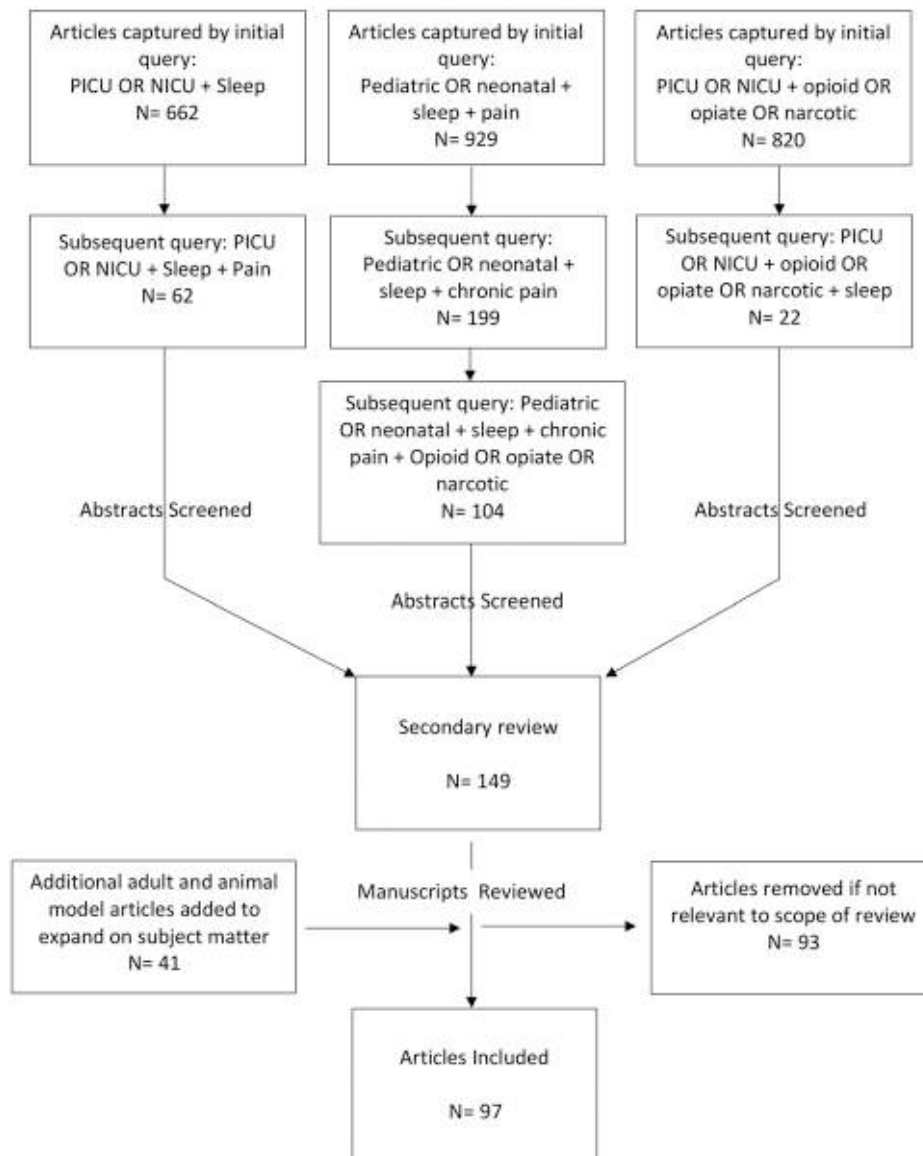 Articles captured by initial
query:
PICU OR NICU + Sleep
N= 662
Articles captured by initial
query:
Pediatric OR neonatal +
sleep + pain
N= 929
Articles captured by initial
query:
PICU OR NICU + opioid OR
opiate OR narcotic
N= 820
Subsequent query: PICU
OR NICU + Sleep + Pain
N= 62
Subsequent query:
Pediatric OR neonatal +
sleep + chronic pain
N= 199
Subsequent query: PICU
OR NICU + opioid OR
opiate OR narcotic + sleep
N= 22
Subsequent query: Pediatric
OR neonatal + sleep + chronic
pain + Opioid OR opiate OR
narcotic
N= 104
Abstracts Screened
Abstracts Screened
Abstracts Screened
Secondary review
N= 149
Additional adult and animal
model articles added to
expand on subject matter
N= 41
Manuscripts Reviewed
Articles removed if not
relevant to scope of review
N= 93
Articles Included
N= 97